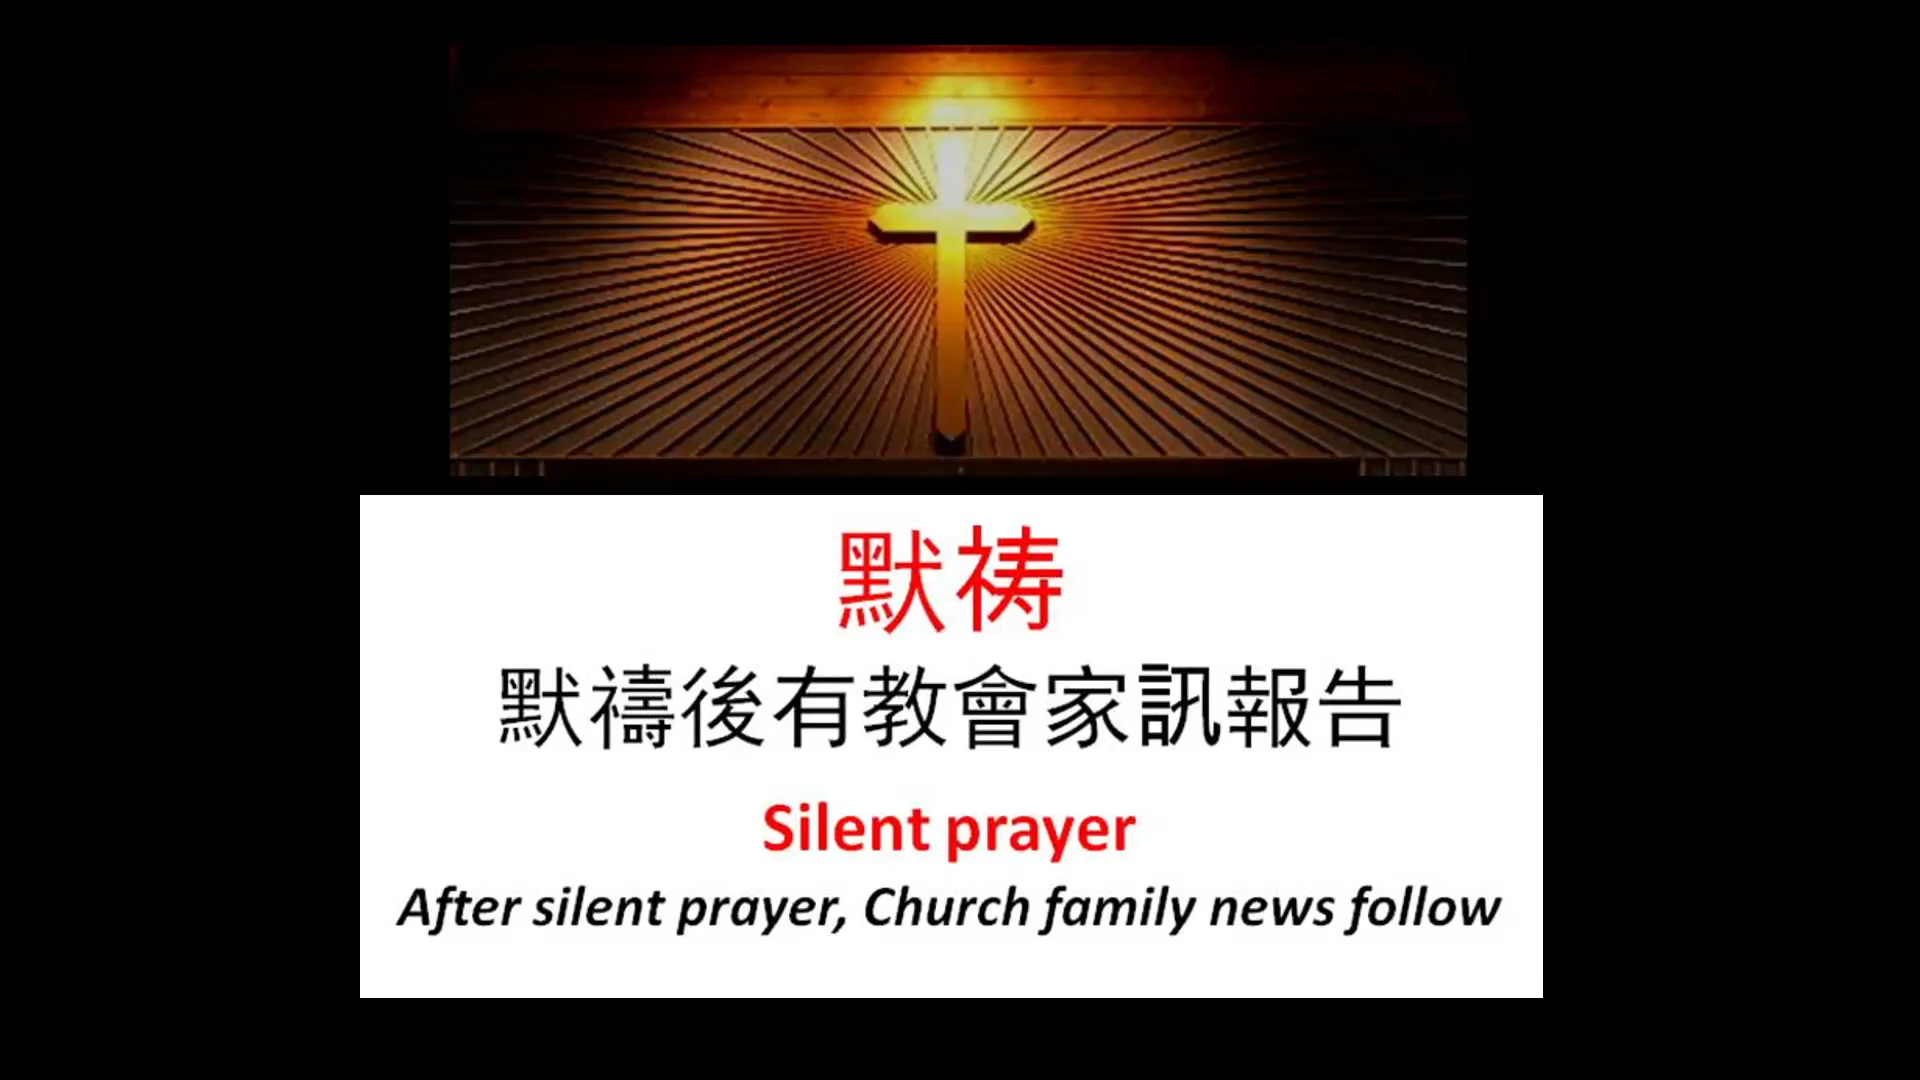 默祷
默禱後有教會家訊報告
Silent prayer
After silent prayer, Church family news follow